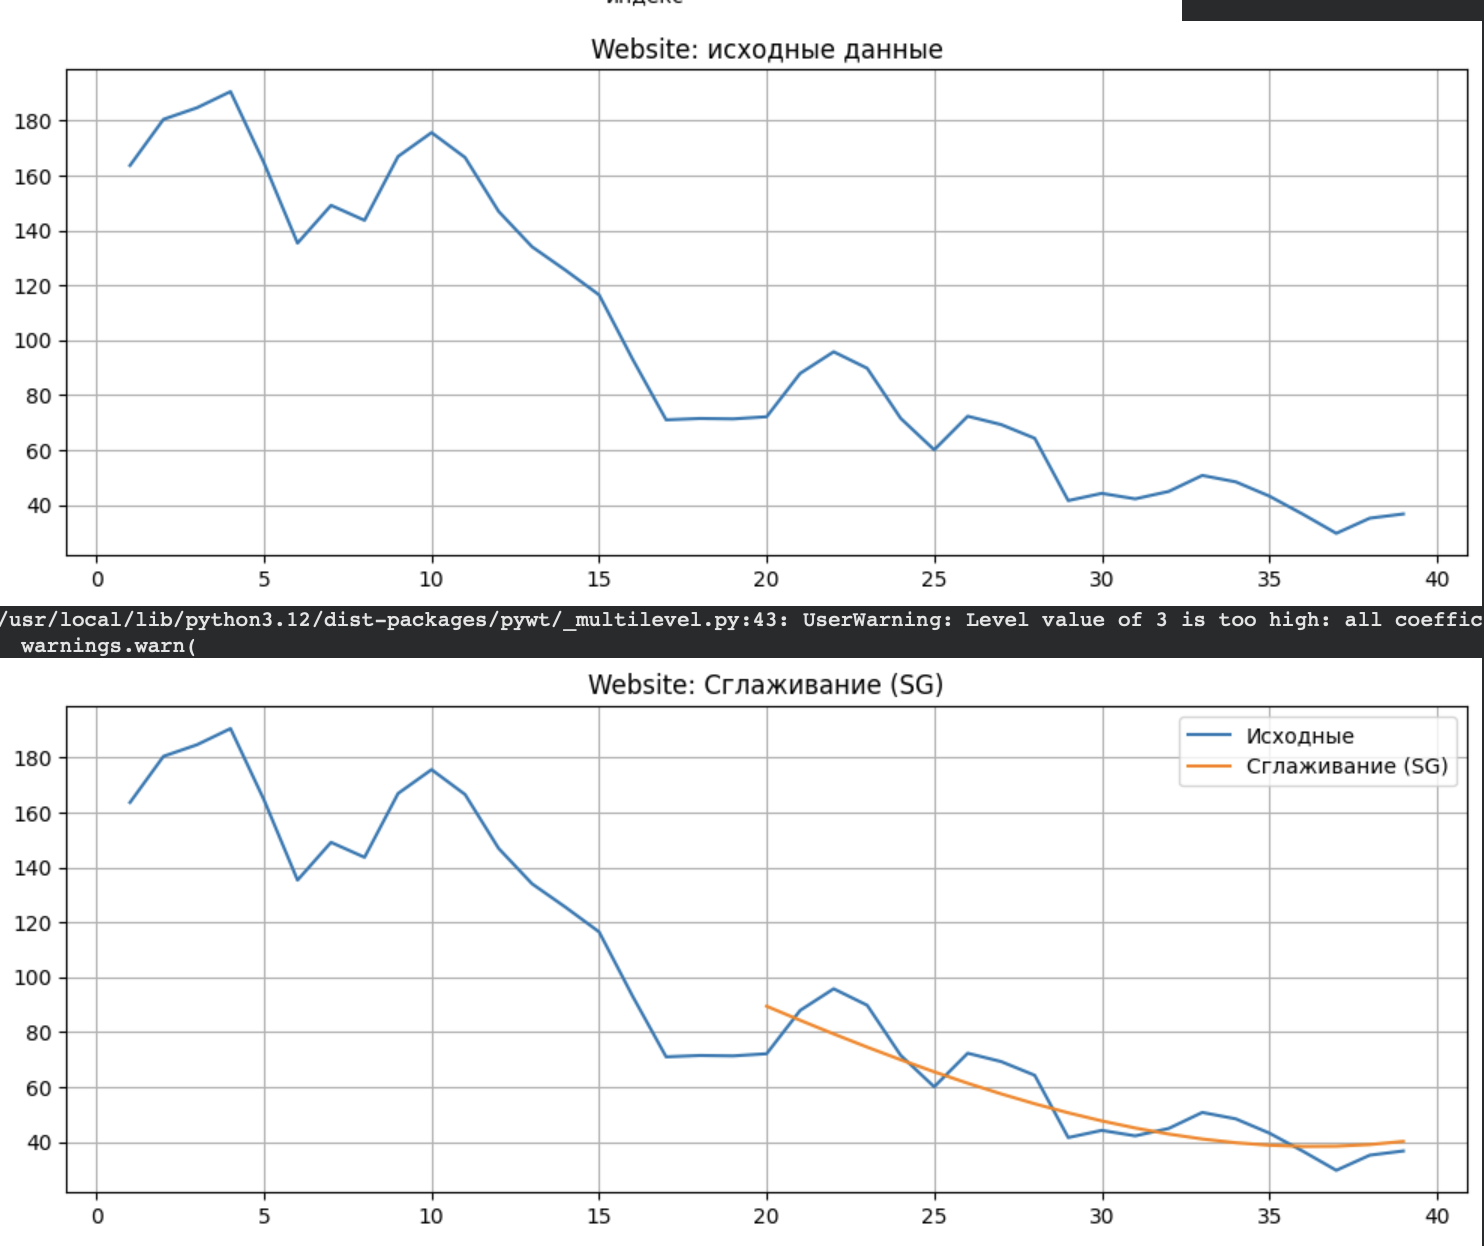 индекс
Website: исходные данные
180
160
140
120
100
80
60
40
0 5 10 15 20 25 30 35 40
/usr/local/lib/python3.12/dist-packages/pywt/_multilevel.py:43: UserWarning: Level value of 3 is too high: all coeffic
warnings.warn(
Website: Сглаживание (SG)
Исходные
Сглаживание (SG)
180
160
140
120
100
80
60
40
0 5 10 15 20 25 30 35 40